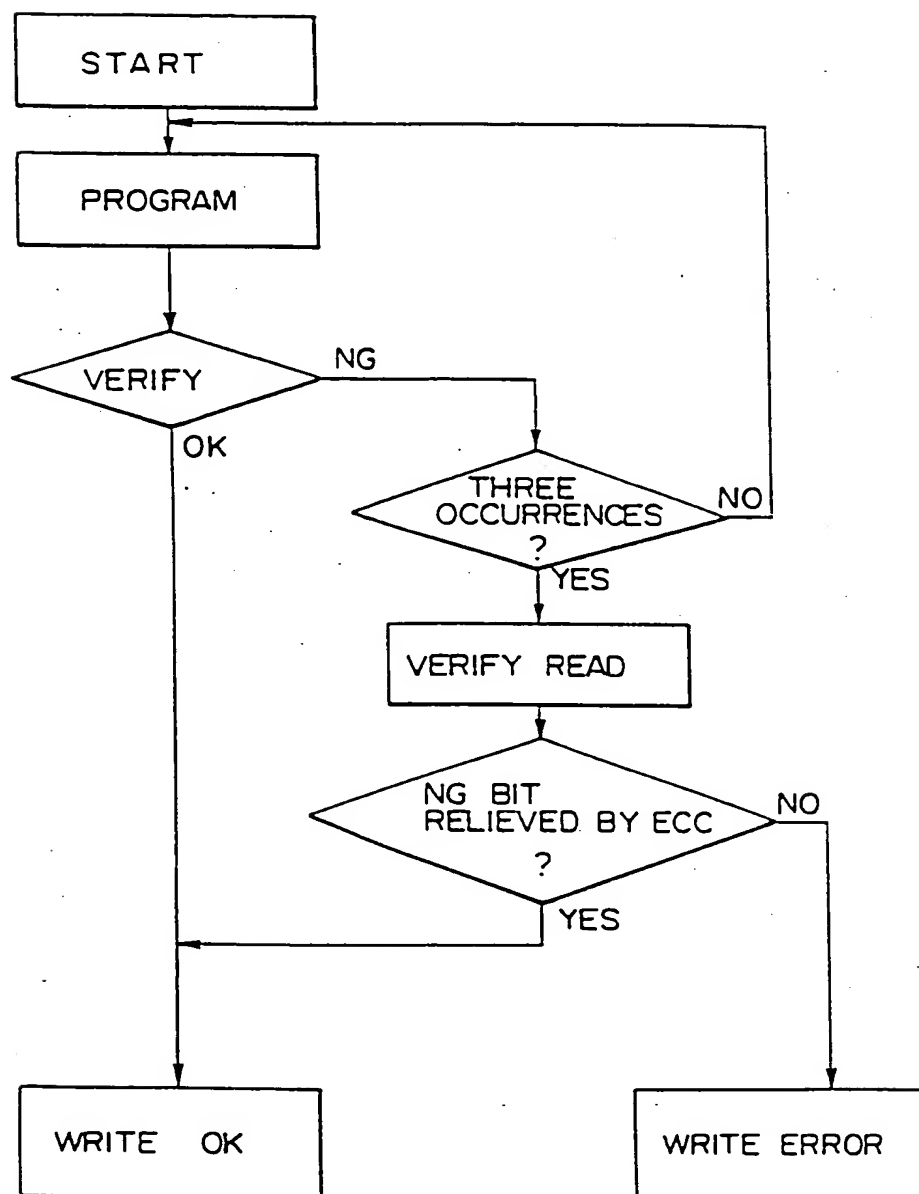 START
PROGRAM
VERIFY
NG
OK
THREE
OCCURRENCES
?
NO
YES
VERIFY READ
NG BIT
RELIEVED BY ECC
?
NO
YES
WRITE OK
WRITE ERROR